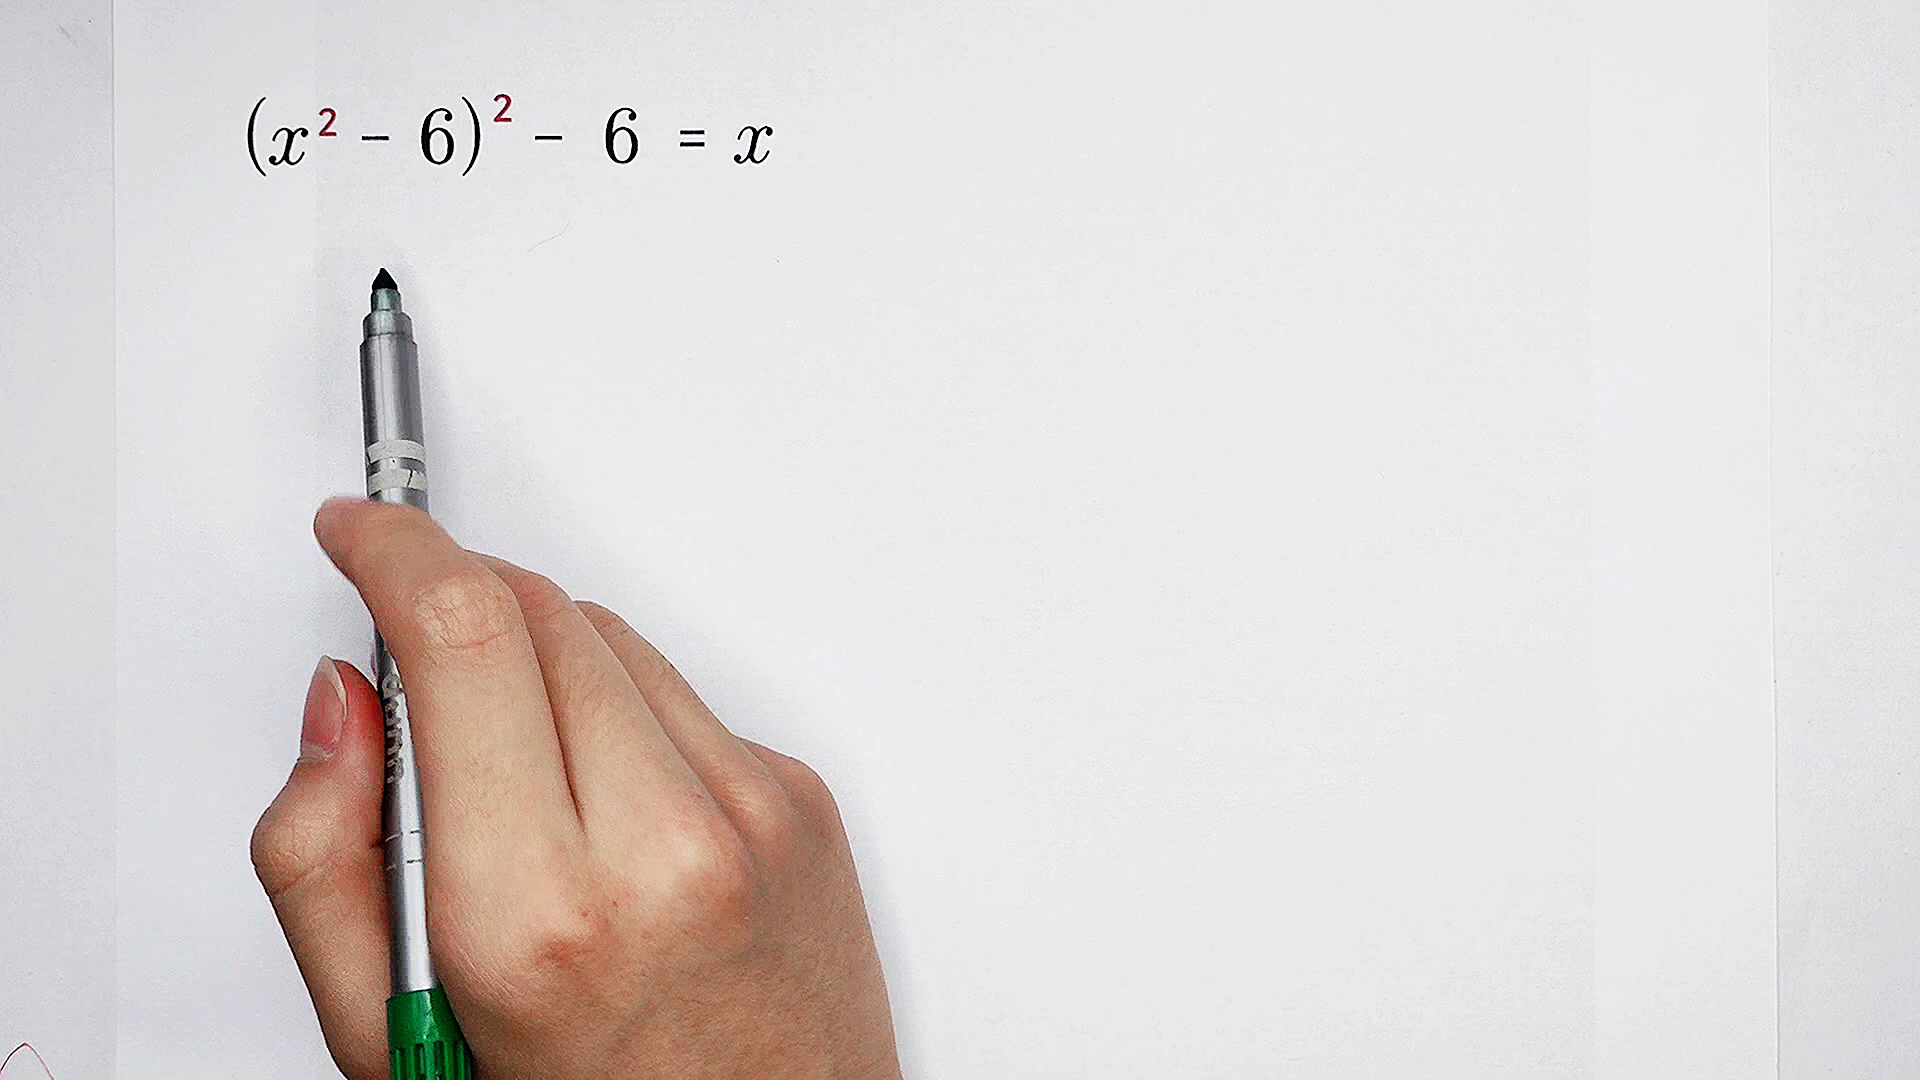 (x² − 6)² − 6 = x